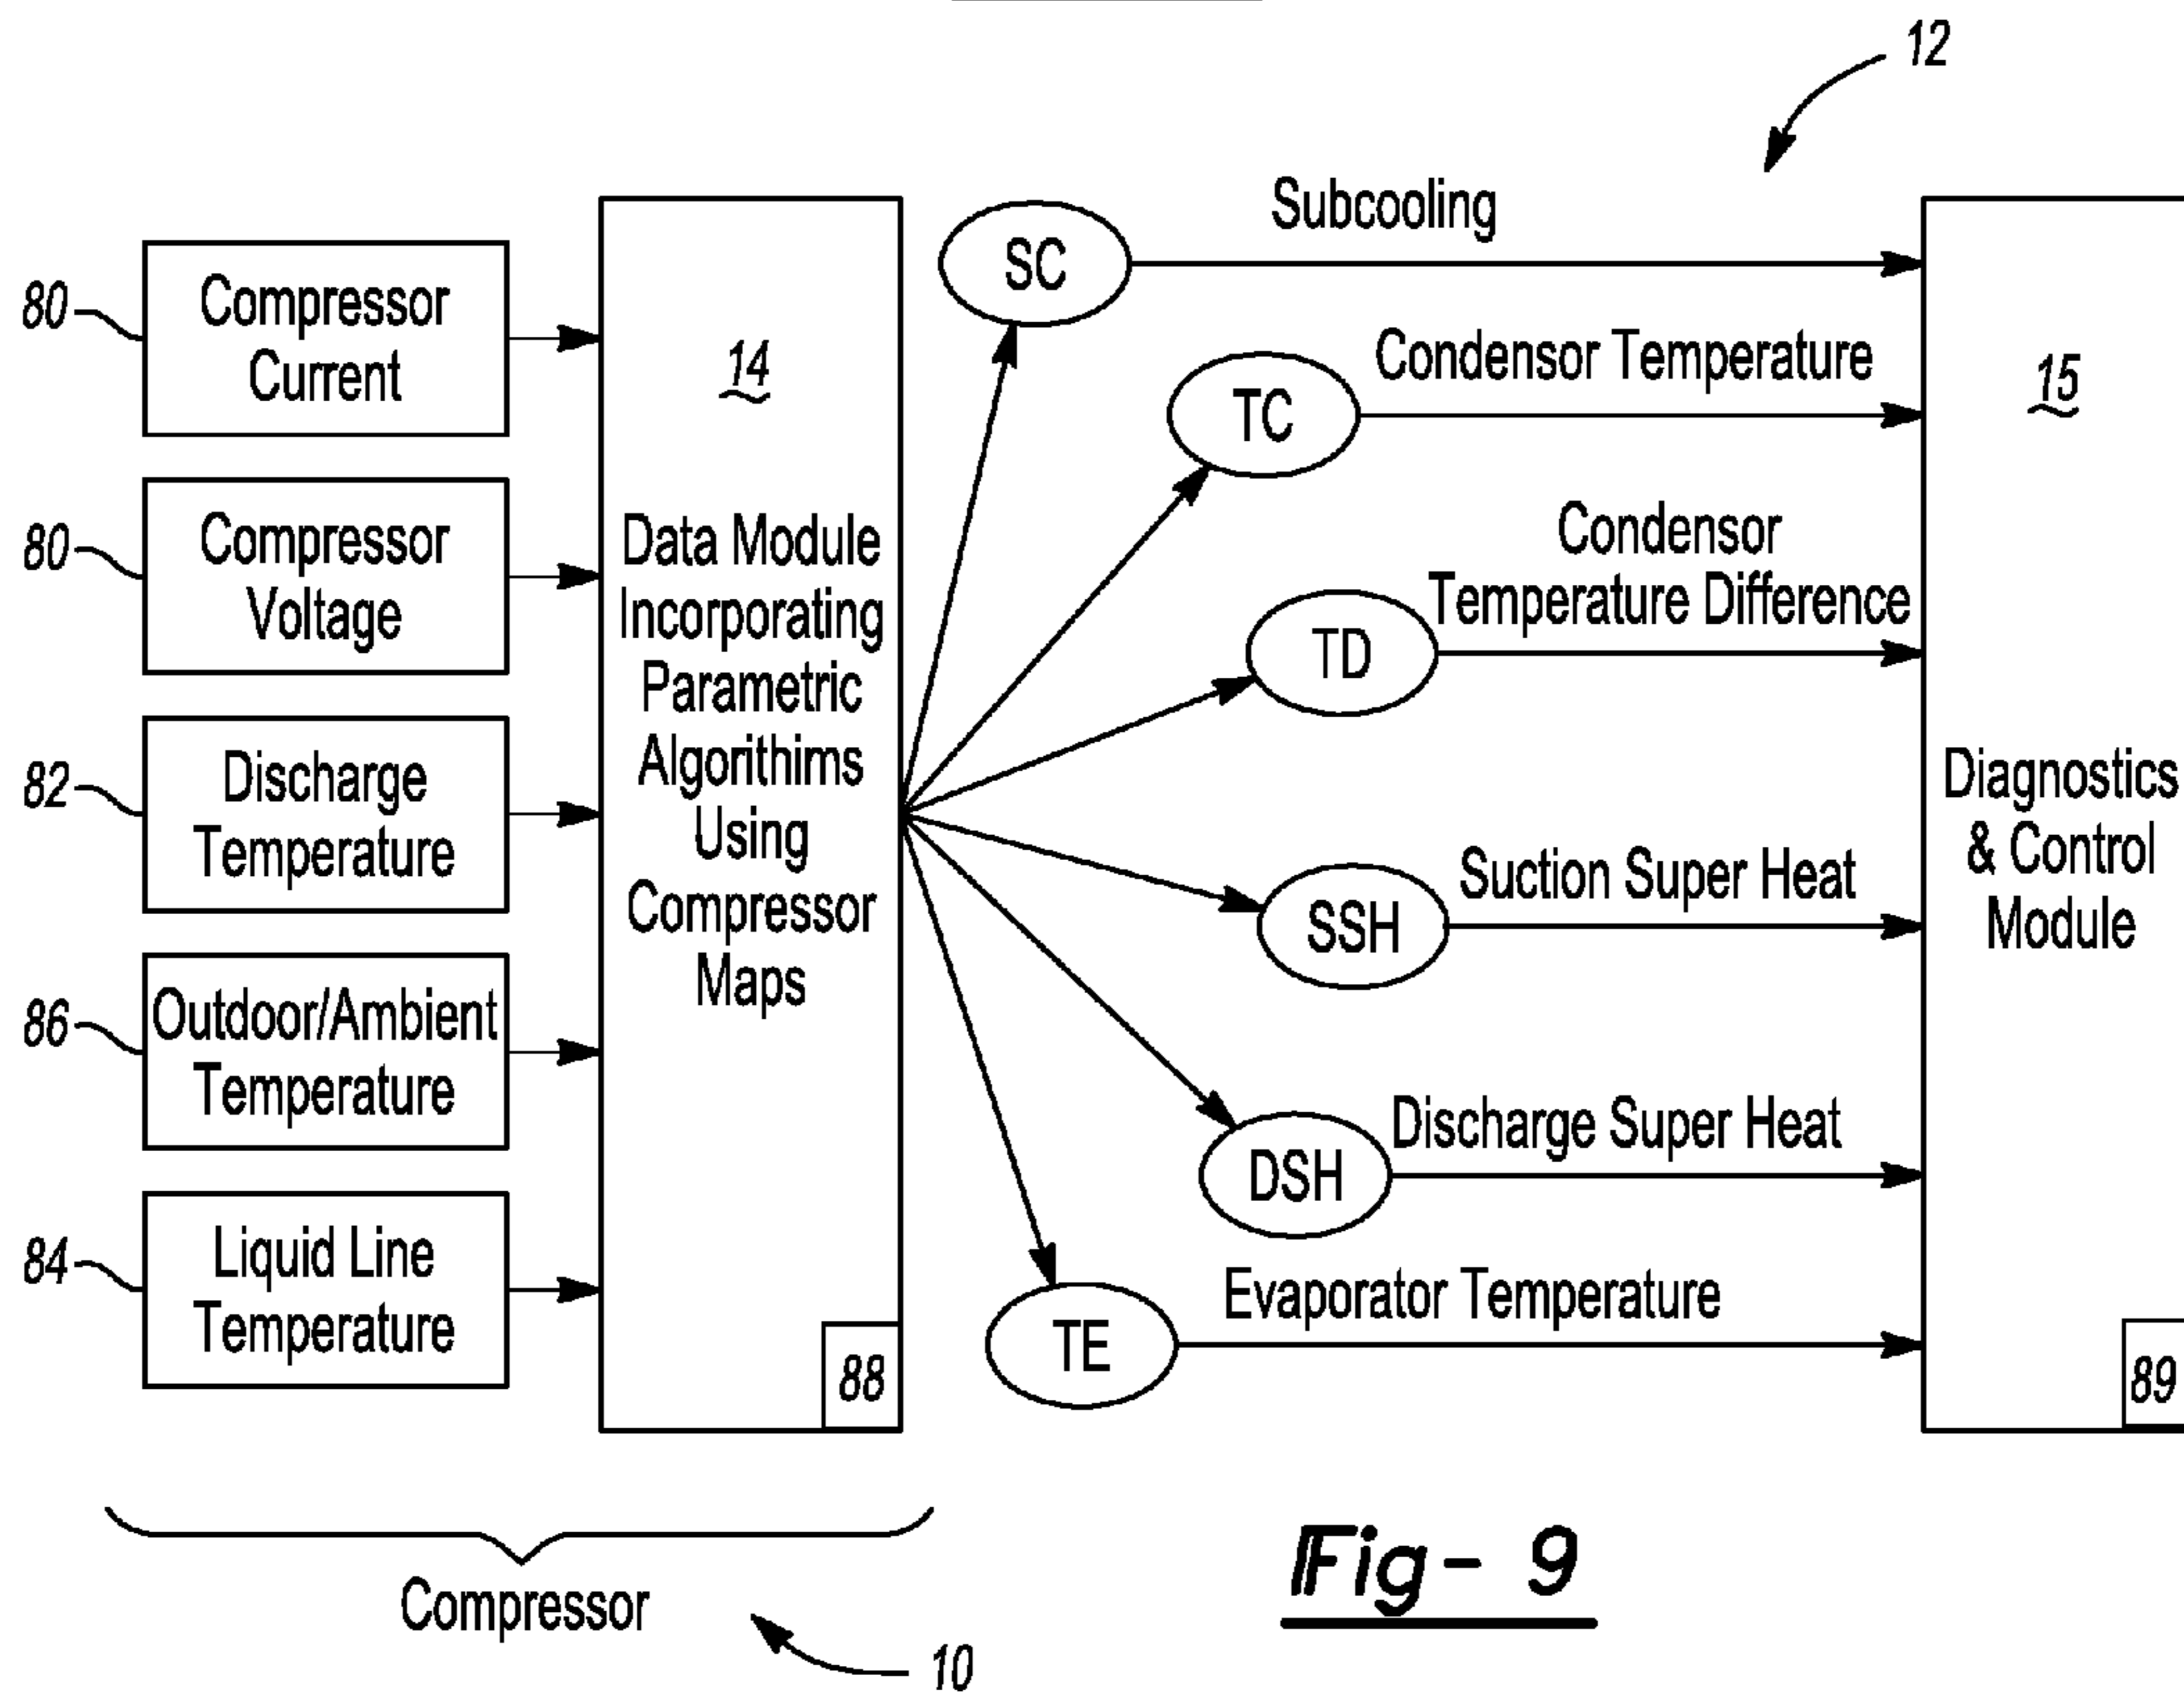 12
80
Compressor
Current
80
Compressor
Voltage
82
Discharge
Temperature
86
Outdoor/Ambient
Temperature
84
Liquid Line
Temperature
14
Data Module
Incorporating
Parametric
Algorithims
Using
Compressor
Maps
88
SC
Subcooling
TC
Condensor Temperature
TD
Condensor
Temperature Difference
SSH
Suction Super Heat
DSH
Discharge Super Heat
TE
Evaporator Temperature
15
Diagnostics
& Control
Module
89
Compressor
10
Fig - 9